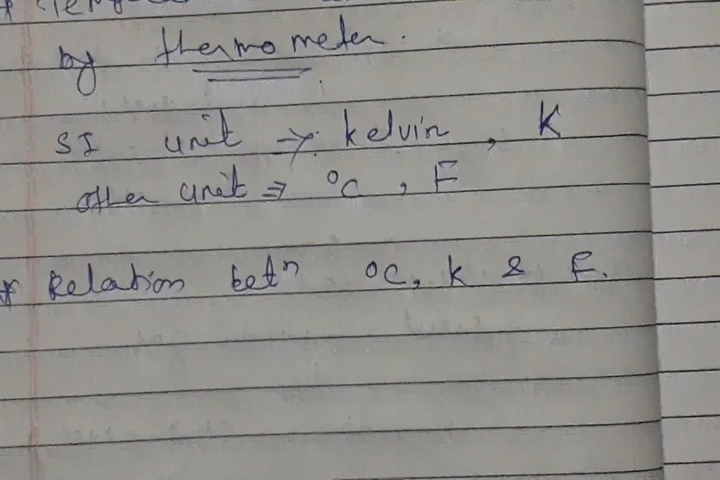 by thermometer.
SI unit → kelvin, K
other unit ⇒ °C, F
* Relation betn °C, K & F.